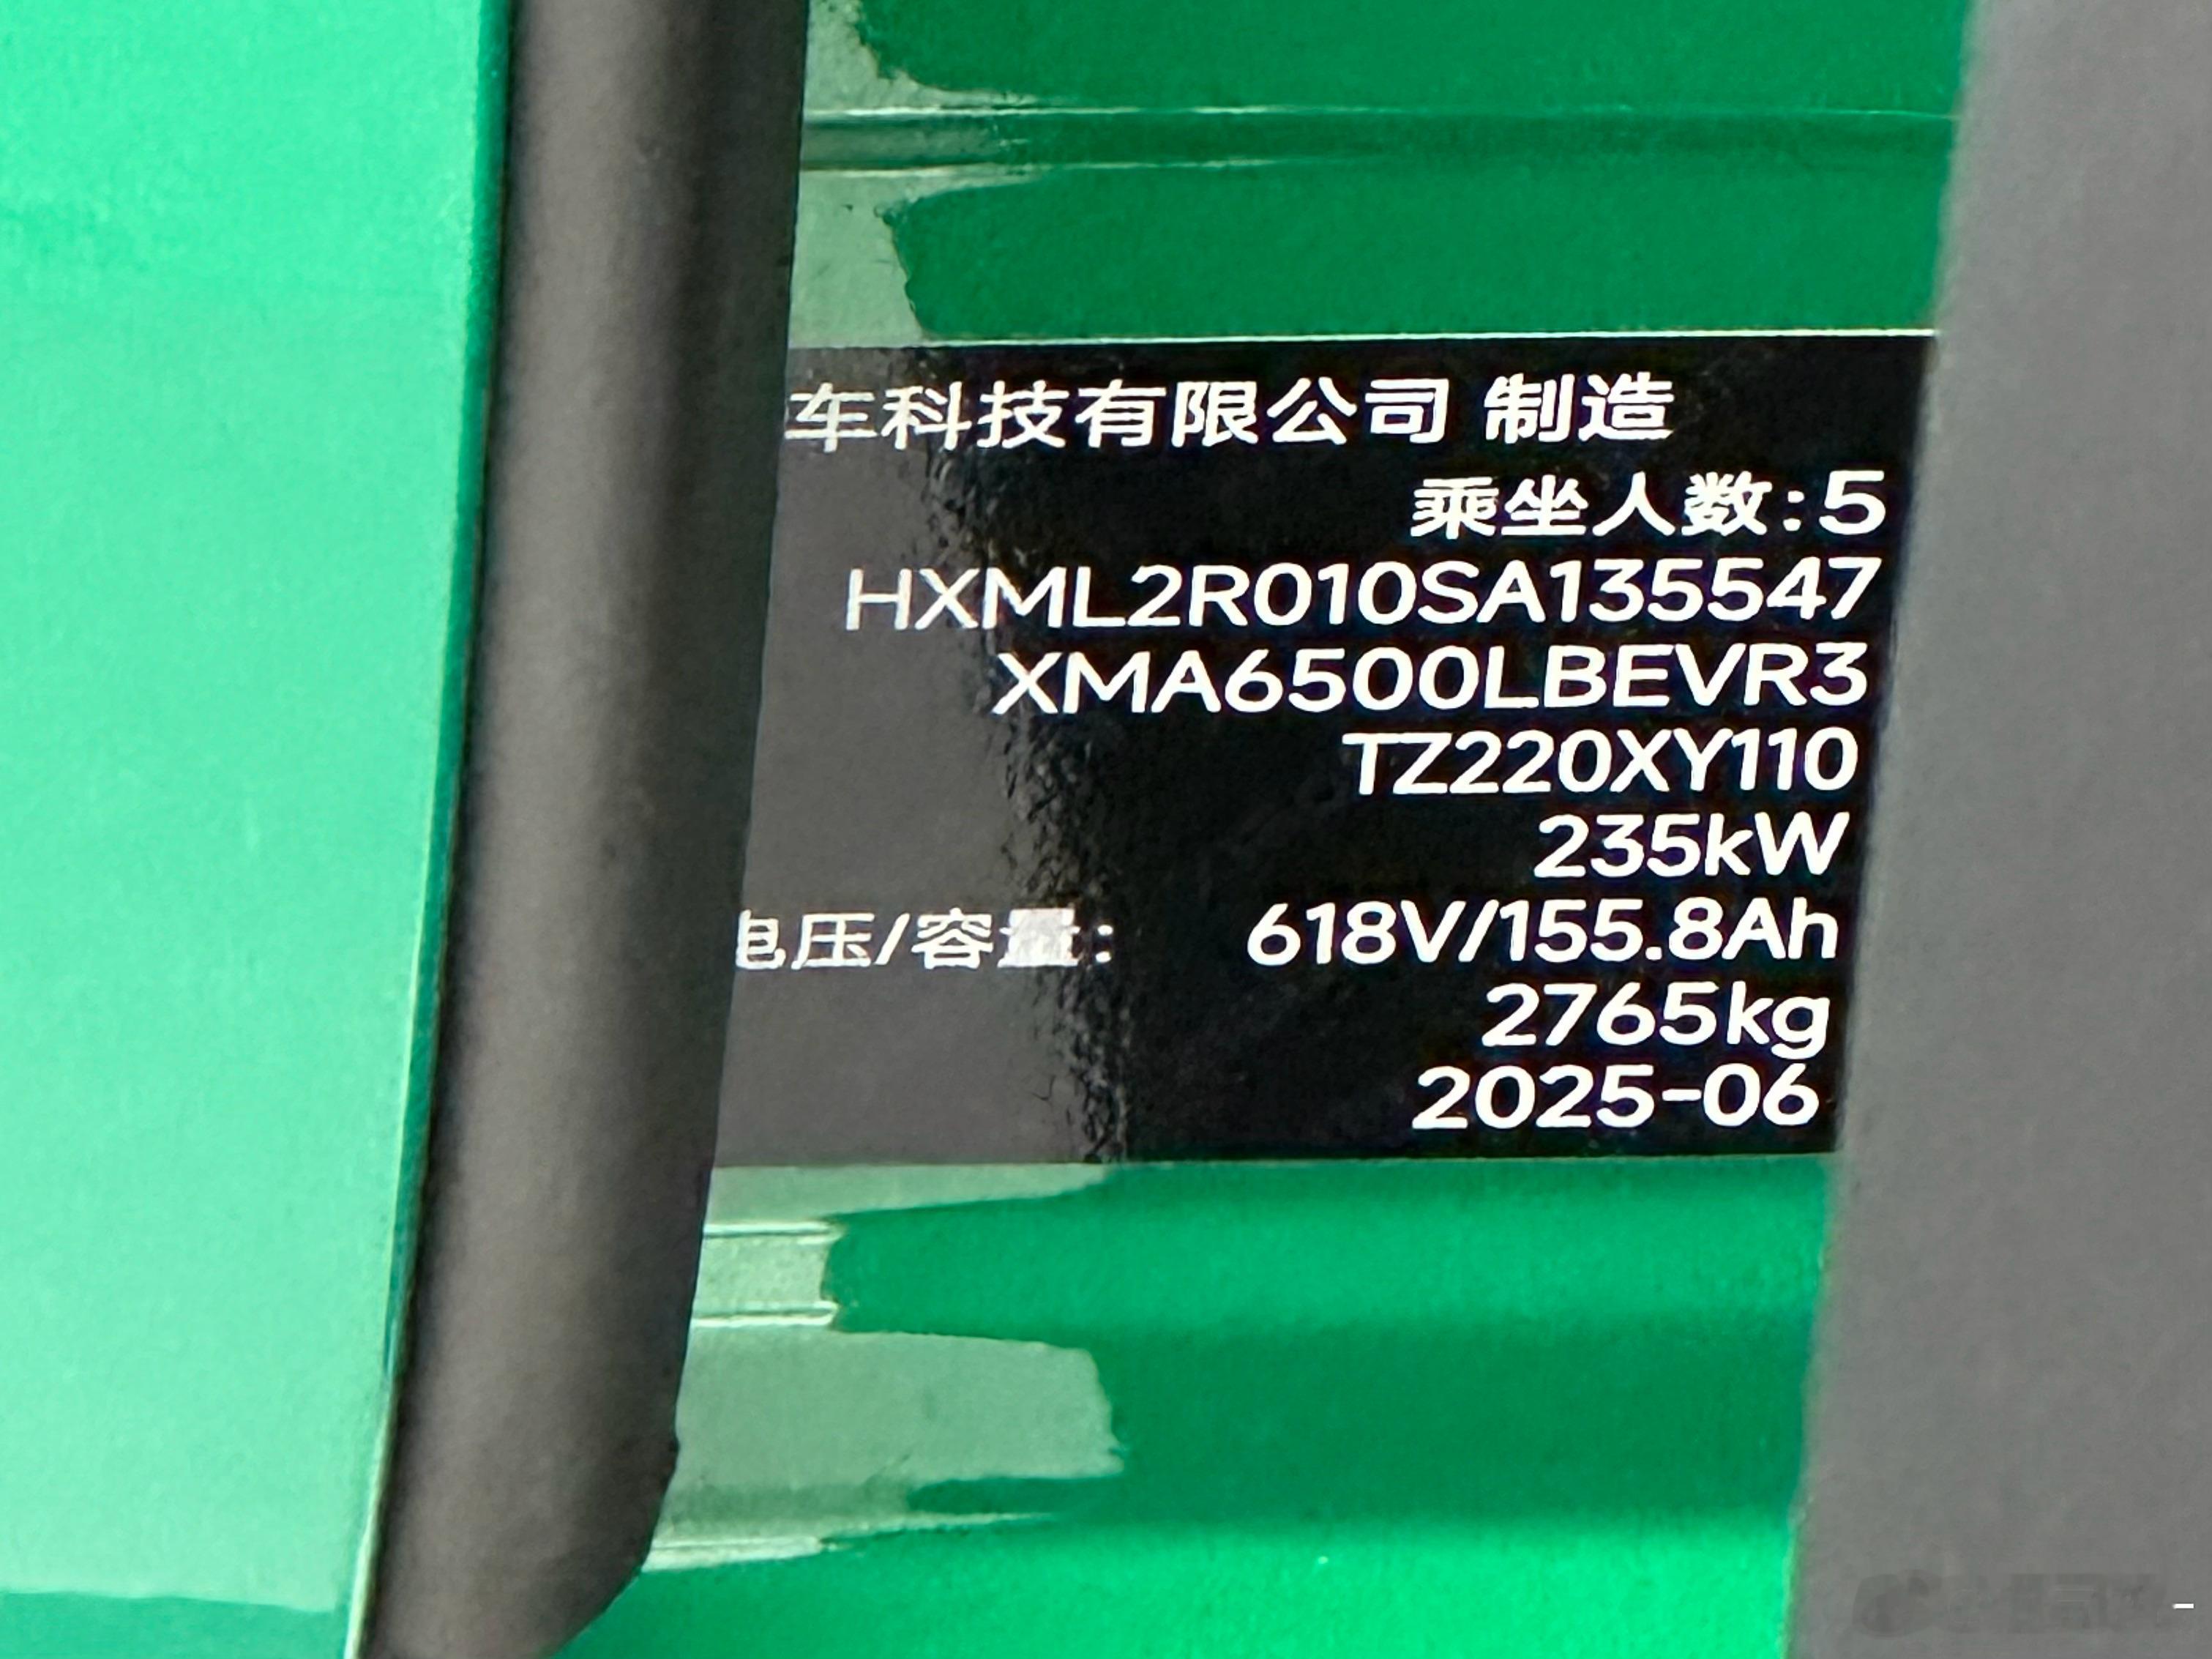 车科技有限公司 制造
乘坐人数:5
HXML2R010SA135547
XMA6500LBEVR3
TZ220XY110
235kW
电压/容量: 618V/155.8Ah
2765kg
2025-06